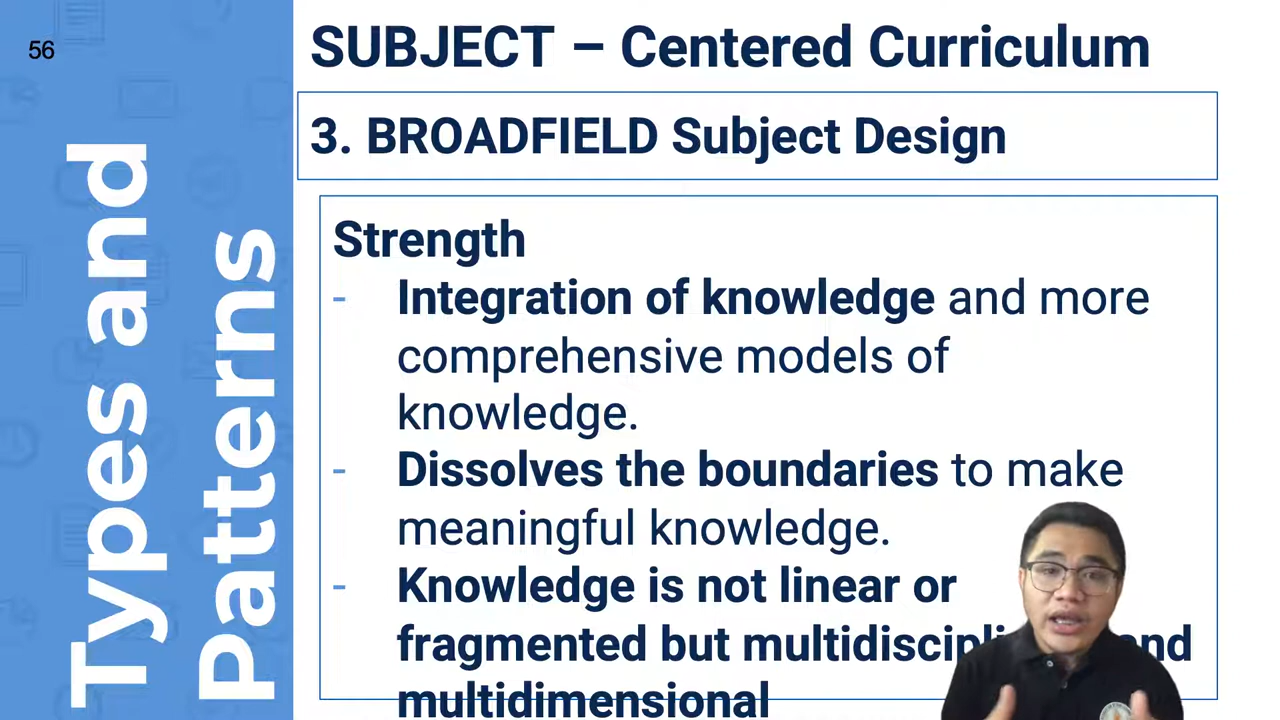 56
SUBJECT – Centered Curriculum
3. BROADFIELD Subject Design
Types and
Patterns
Strength
- Integration of knowledge and more
comprehensive models of
knowledge.
- Dissolves the boundaries to make
meaningful knowledge.
- Knowledge is not linear or
fragmented but and
multidimensional